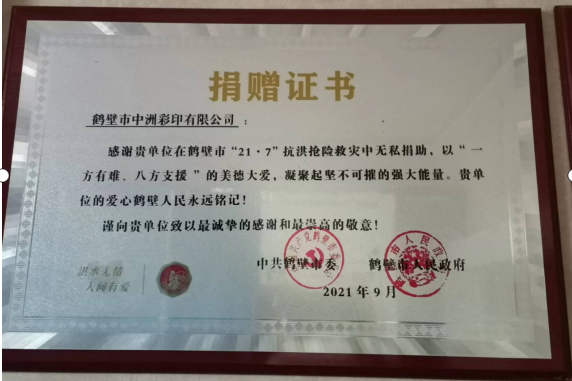 捐赠证书
鹤壁市中洲彩印有限公司：
感谢贵单位在鹤壁市“21·7”抗洪抢险救灾中无私捐助，以“一
方有难、八方支援”的美德大爱，凝聚起坚不可摧的强大能量。贵单
位的爱心鹤壁人民永远铭记！
谨向贵单位致以最诚挚的感谢和最崇高的敬意！
洪水无情
人间有爱
中共鹤壁市委
鹤壁市人民政府
2021年9月